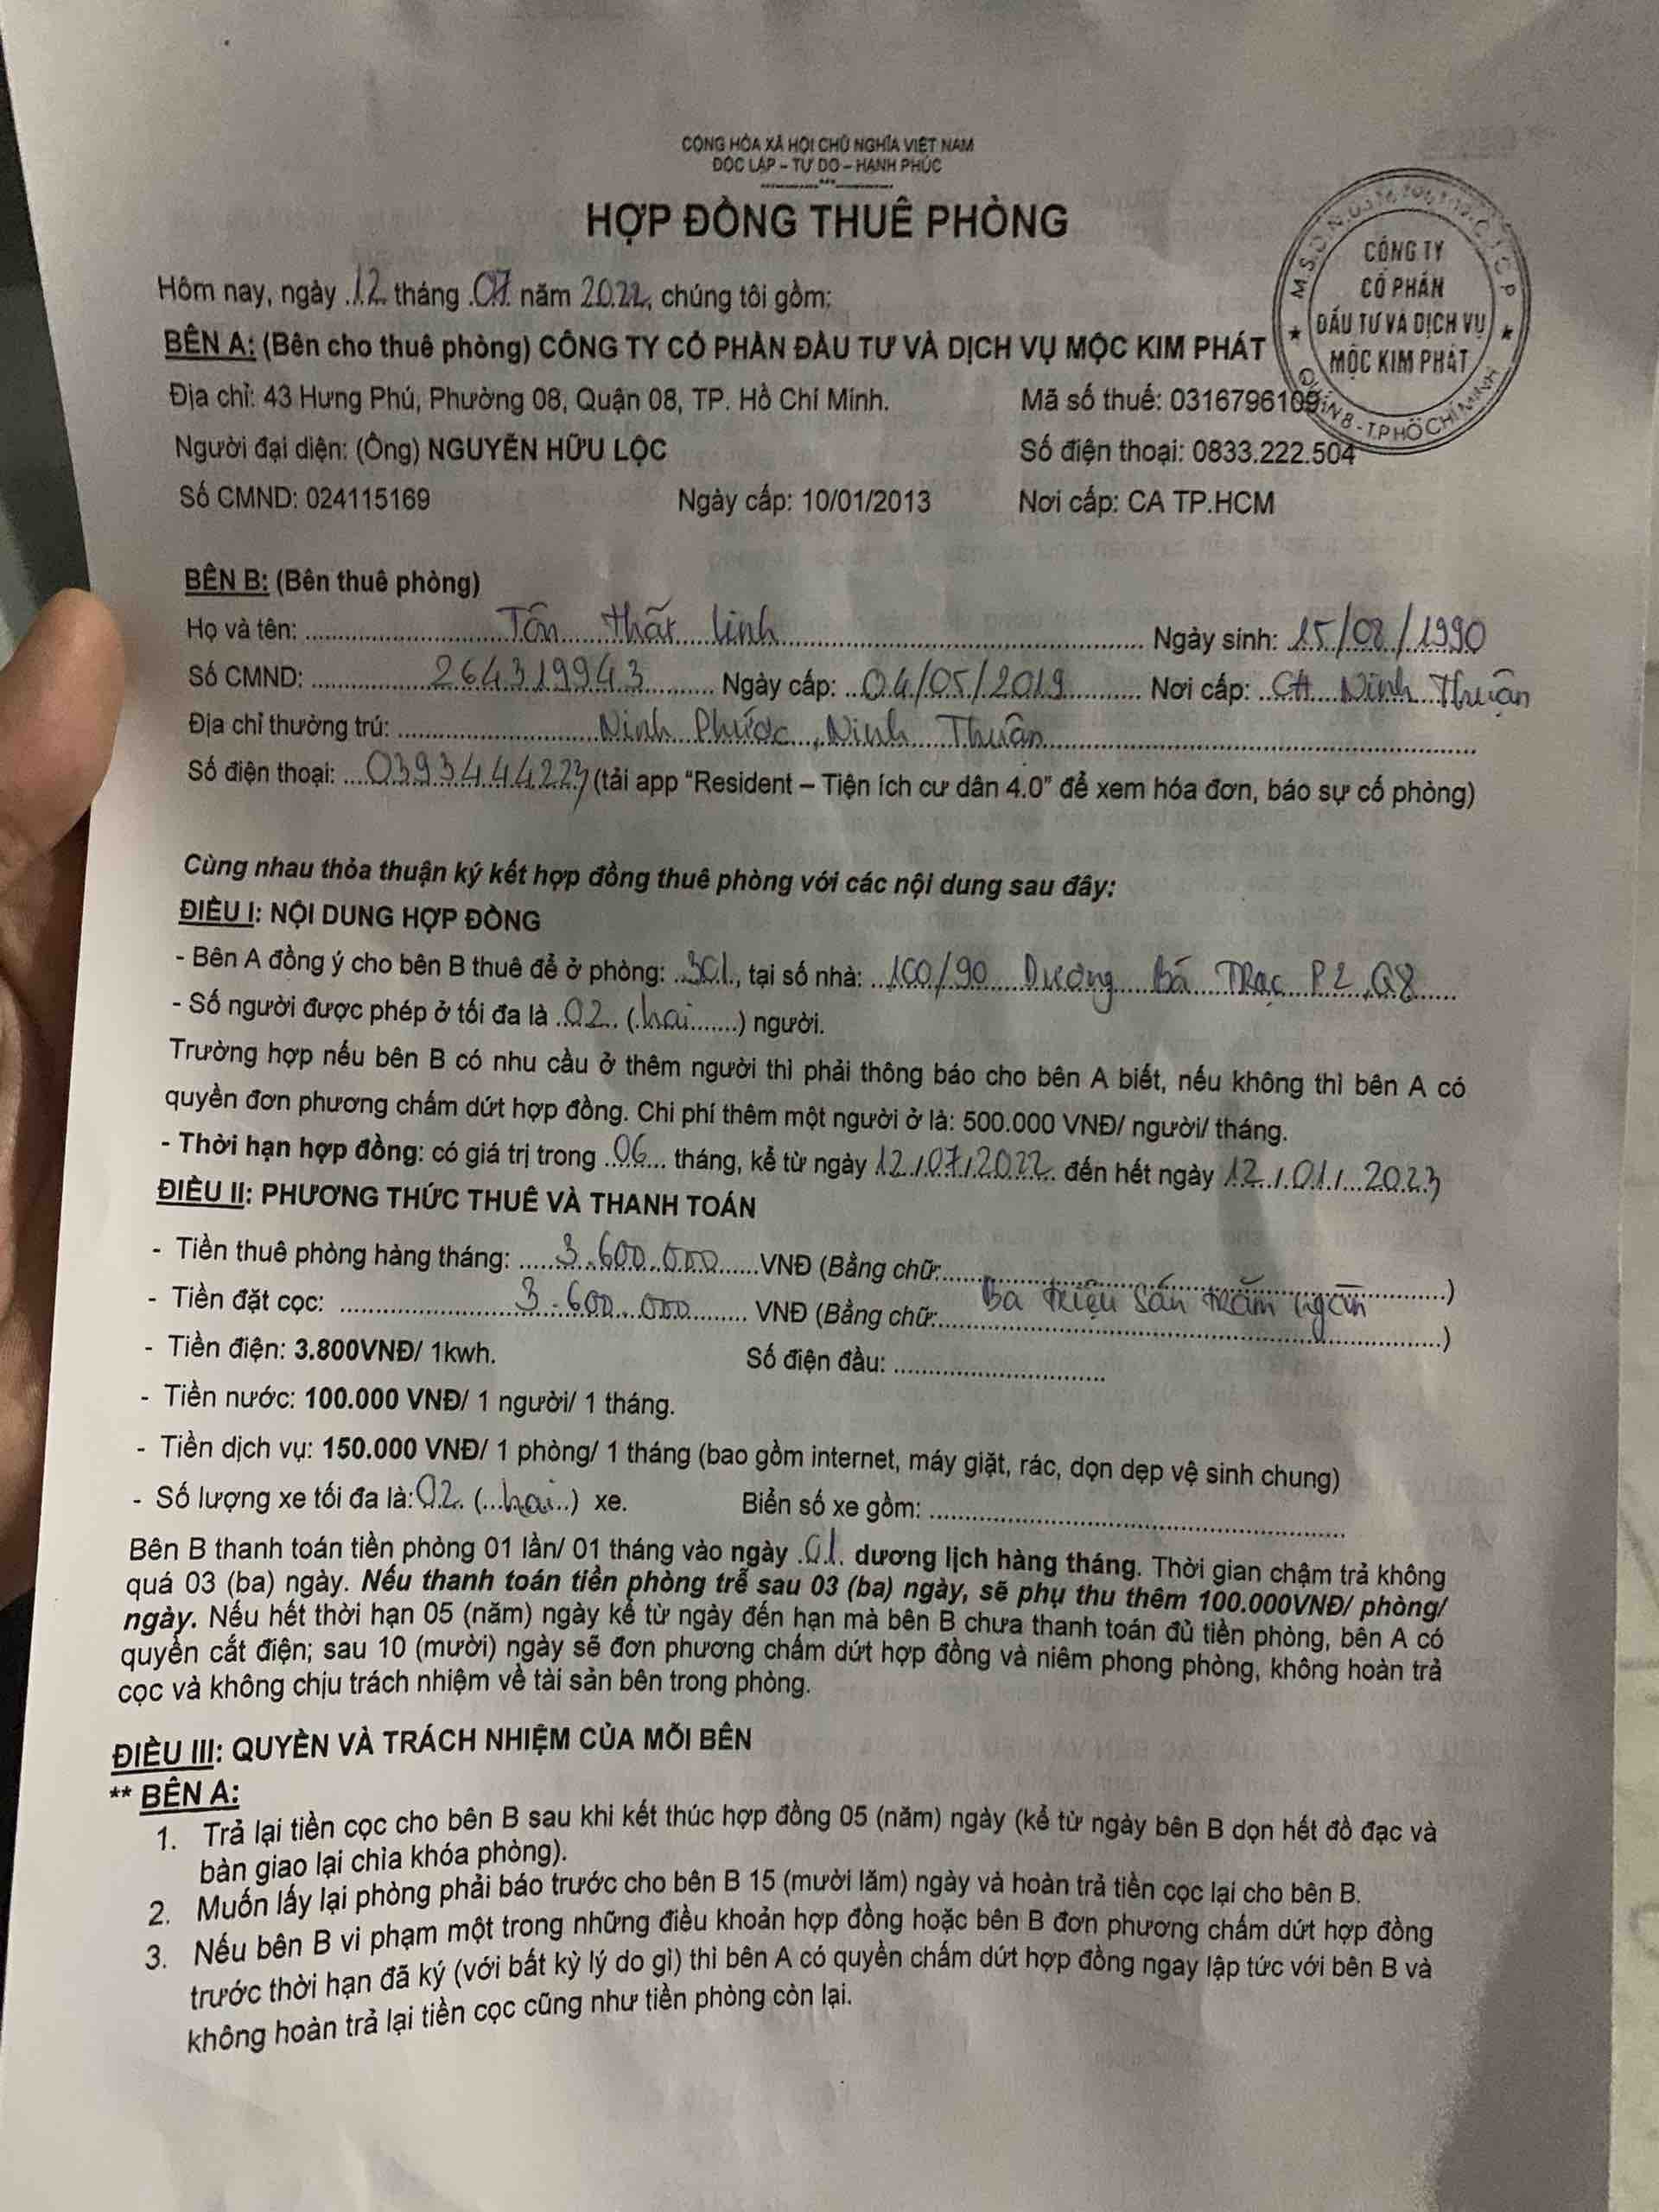 CỘNG HÒA XÃ HỘI CHỦ NGHĨA VIỆT NAM
ĐỘC LẬP – TỰ DO – HẠNH PHÚC
HỢP ĐỒNG THUÊ PHÒNG
Hôm nay, ngày 12 tháng 07 năm 2022, chúng tôi gồm:
BÊN A: (Bên cho thuê phòng) CÔNG TY CỔ PHẦN ĐẦU TƯ VÀ DỊCH VỤ MỘC KIM PHÁT
CÔNG TY
CỔ PHẦN
ĐẦU TƯ VÀ DỊCH VỤ
MỘC KIM PHÁT
QUẬN 8 - T.P HỒ CHÍ MINH
Địa chỉ: 43 Hưng Phú, Phường 08, Quận 08, TP. Hồ Chí Minh. Mã số thuế: 0316796109
Người đại diện: (Ông) NGUYỄN HỮU LỘC Số điện thoại: 0833.222.504
Số CMND: 024115169 Ngày cấp: 10/01/2013 Nơi cấp: CA TP.HCM
BÊN B: (Bên thuê phòng)
Họ và tên: Tôn thất linh Ngày sinh: 15/08/1990
Số CMND: 264319943 Ngày cấp: 04/05/2019 Nơi cấp: CA Ninh Thuận
Địa chỉ thường trú: Ninh Phước, Ninh Thuận
Số điện thoại: 0393444223 (tải app “Resident – Tiện ích cư dân 4.0” để xem hóa đơn, báo sự cố phòng)
Cùng nhau thỏa thuận ký kết hợp đồng thuê phòng với các nội dung sau đây:
ĐIỀU I: NỘI DUNG HỢP ĐỒNG
- Bên A đồng ý cho bên B thuê để ở phòng: 301, tại số nhà: 100/90 Dương Bá Trạc P2, Q8
- Số người được phép ở tối đa là 02 (hai) người.
Trường hợp nếu bên B có nhu cầu ở thêm người thì phải thông báo cho bên A biết, nếu không thì bên A có
quyền đơn phương chấm dứt hợp đồng. Chi phí thêm một người ở là: 500.000 VNĐ/ người/ tháng.
- Thời hạn hợp đồng: có giá trị trong 06 tháng, kể từ ngày 12/07/2022 đến hết ngày 12/01/2023
ĐIỀU II: PHƯƠNG THỨC THUÊ VÀ THANH TOÁN
- Tiền thuê phòng hàng tháng: 3.600.000 VNĐ (Bằng chữ: )
- Tiền đặt cọc: 3.600.000 VNĐ (Bằng chữ: Ba triệu sáu trăm ngàn )
- Tiền điện: 3.800VNĐ/ 1kwh. Số điện đầu:
- Tiền nước: 100.000 VNĐ/ 1 người/ 1 tháng.
- Tiền dịch vụ: 150.000 VNĐ/ 1 phòng/ 1 tháng (bao gồm internet, máy giặt, rác, dọn dẹp vệ sinh chung)
- Số lượng xe tối đa là: 02 (hai) xe. Biển số xe gồm:
Bên B thanh toán tiền phòng 01 lần/ 01 tháng vào ngày 01 dương lịch hàng tháng. Thời gian chậm trả không
quá 03 (ba) ngày. Nếu thanh toán tiền phòng trễ sau 03 (ba) ngày, sẽ phụ thu thêm 100.000VNĐ/ phòng/
ngày. Nếu hết thời hạn 05 (năm) ngày kể từ ngày đến hạn mà bên B chưa thanh toán đủ tiền phòng, bên A có
quyền cắt điện; sau 10 (mười) ngày sẽ đơn phương chấm dứt hợp đồng và niêm phong phòng, không hoàn trả
cọc và không chịu trách nhiệm về tài sản bên trong phòng.
ĐIỀU III: QUYỀN VÀ TRÁCH NHIỆM CỦA MỖI BÊN
** BÊN A:
1. Trả lại tiền cọc cho bên B sau khi kết thúc hợp đồng 05 (năm) ngày (kể từ ngày bên B dọn hết đồ đạc và
bàn giao lại chìa khóa phòng).
2. Muốn lấy lại phòng phải báo trước cho bên B 15 (mười lăm) ngày và hoàn trả tiền cọc lại cho bên B.
3. Nếu bên B vi phạm một trong những điều khoản hợp đồng hoặc bên B đơn phương chấm dứt hợp đồng
trước thời hạn đã ký (với bất kỳ lý do gì) thì bên A có quyền chấm dứt hợp đồng ngay lập tức với bên B và
không hoàn trả lại tiền cọc cũng như tiền phòng còn lại.